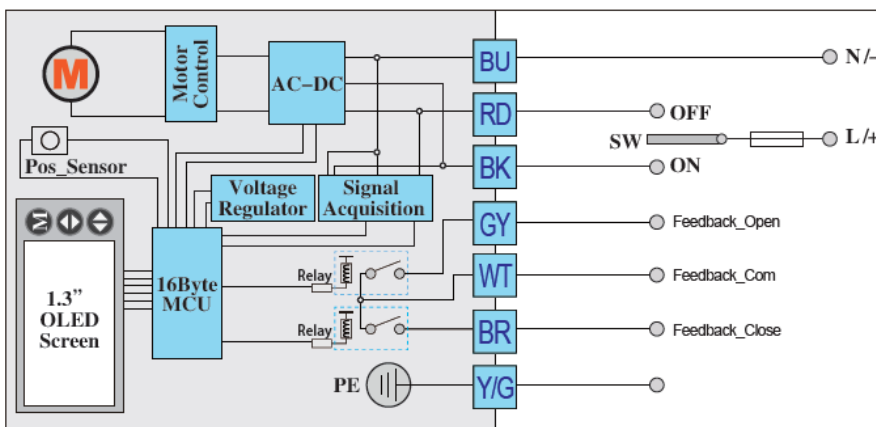 M
Motor
Control
AC-DC
BU
N/-
RD
OFF
SW
L/+
Pos_Sensor
BK
ON
Voltage
Regulator
Signal
Acquisition
M
GY
Feedback_Open
1.3"
OLED
Screen
16Byte
MCU
Relay
WT
Feedback_Com
Relay
BR
Feedback_Close
PE
Y/G